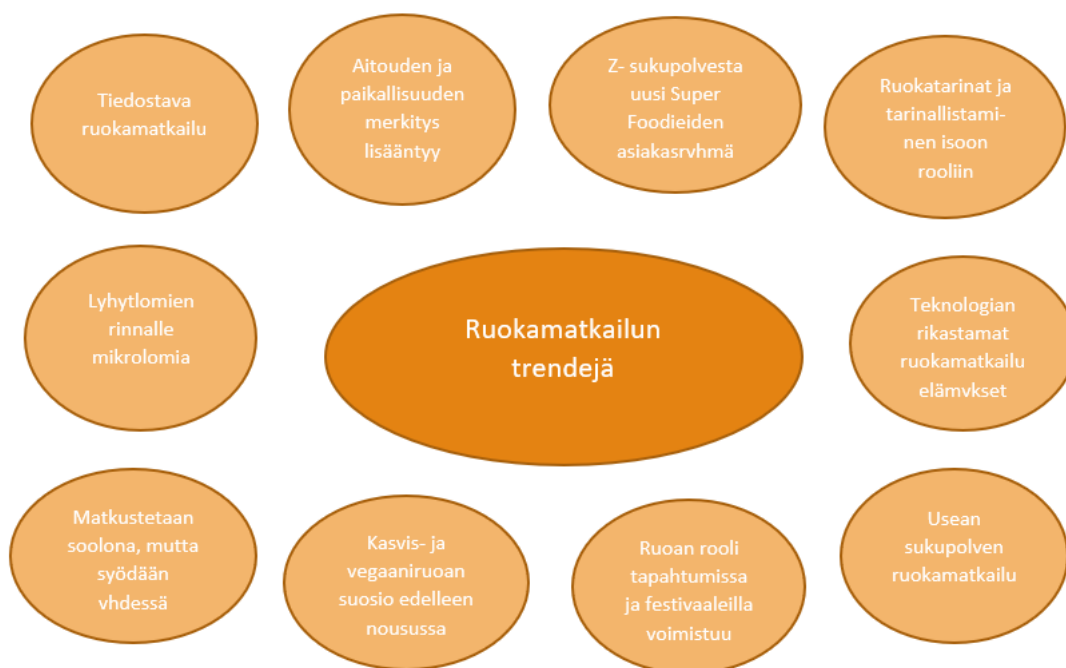 Tiedostava
ruokamatkailu
Aitouden ja
paikallisuuden
merkitys
lisääntyy
Z- sukupolvesta
uusi Super
Foodieiden
asiakasryhmä
Ruokatarinat ja
tarinallistami-
nen isoon
rooliin
Lyhytlomien
rinnalle
mikrolomia
Ruokamatkailun
trendejä
Teknologian
rikastamat
ruokamatkailu
elämykset
Matkustetaan
soolona, mutta
syödään
yhdessä
Kasvis- ja
vegaaniruoan
suosio edelleen
nousussa
Ruoan rooli
tapahtumissa
ja festivaaleilla
voimistuu
Usean
sukupolven
ruokamatkailu